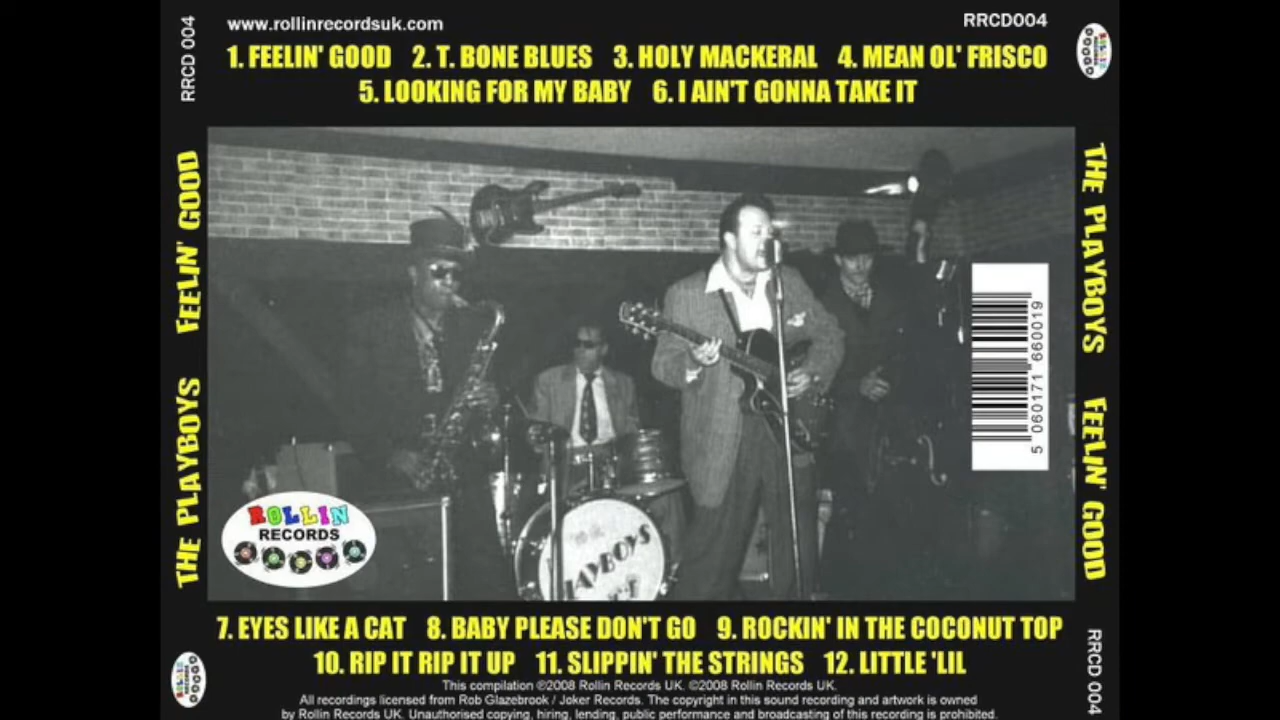 www.rollinrecordsuk.com
RRCD004
1. FEELIN' GOOD 2. T. BONE BLUES 3. HOLY MACKERAL 4. MEAN OL' FRISCO
5. LOOKING FOR MY BABY 6. I AIN'T GONNA TAKE IT
RRCD 004
THE PLAYBOYS FEELIN' GOOD
THE PLAYBOYS FEELIN' GOOD
RRCD 004
5 060171 660019
ROLLIN
RECORDS
PLAYBOYS
7. EYES LIKE A CAT 8. BABY PLEASE DON'T GO 9. ROCKIN' IN THE COCONUT TOP
10. RIP IT RIP IT UP 11. SLIPPIN' THE STRINGS 12. LITTLE 'LIL
This compilation ℗2008 Rollin Records UK. ©2008 Rollin Records UK.
All recordings licensed from Rob Glazebrook / Joker Records. The copyright in this sound recording and artwork is owned
by Rollin Records UK. Unauthorised copying, hiring, lending, public performance and broadcasting of this recording is prohibited.